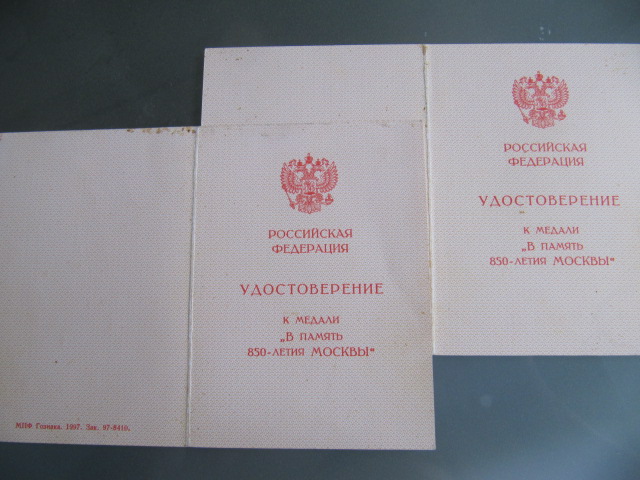 РОССИЙСКАЯ
ФЕДЕРАЦИЯ
УДОСТОВЕРЕНИЕ
К МЕДАЛИ
„В ПАМЯТЬ
850-ЛЕТИЯ МОСКВЫ“
МПФ Гознака. 1997. Зак. 97-8410.
РОССИЙСКАЯ
ФЕДЕРАЦИЯ
УДОСТОВЕРЕНИЕ
К МЕДАЛИ
„В ПАМЯТЬ
850-ЛЕТИЯ МОСКВЫ“